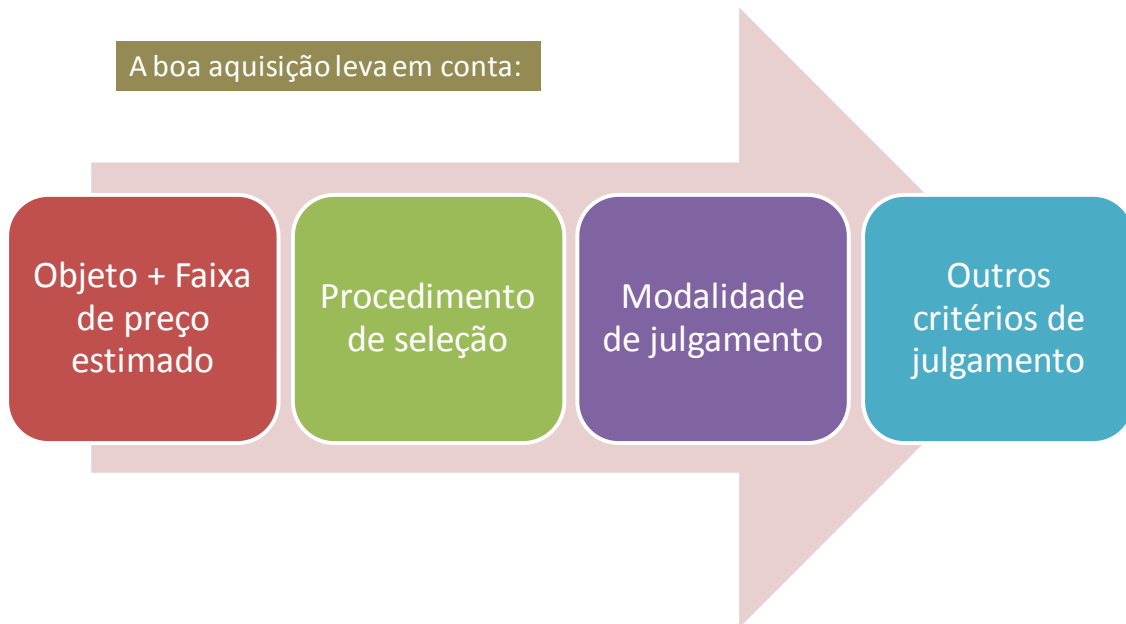 A boa aquisição leva em conta:
Objeto + Faixa
de preço
estimado
Procedimento
de seleção
Modalidade
de julgamento
Outros
critérios de
julgamento